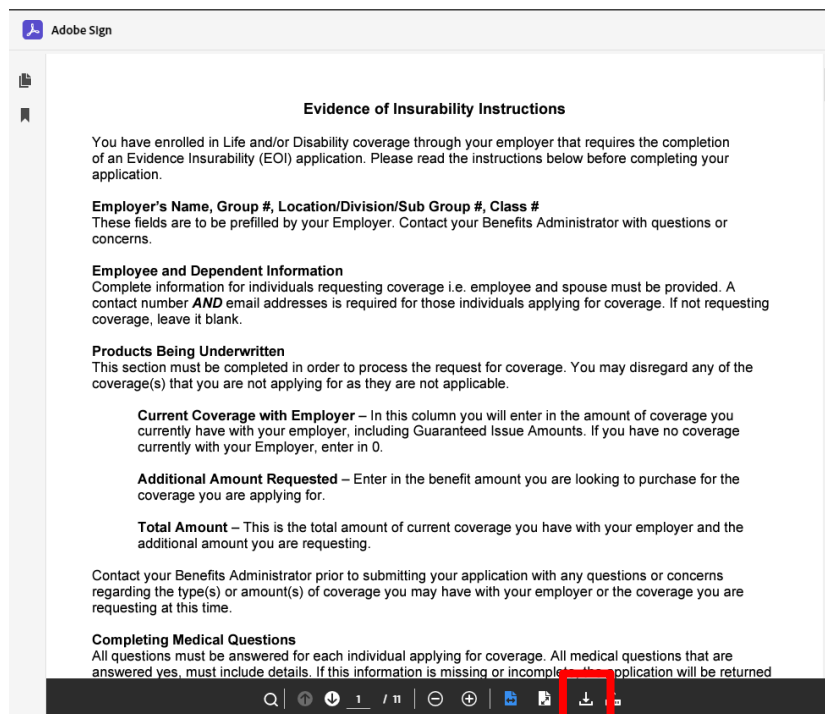 Adobe Sign
Evidence of Insurability Instructions
You have enrolled in Life and/or Disability coverage through your employer that requires the completion
of an Evidence Insurability (EOI) application. Please read the instructions below before completing your
application.
Employer's Name, Group #, Location/Division/Sub Group #, Class #
These fields are to be prefilled by your Employer. Contact your Benefits Administrator with questions or
concerns.
Employee and Dependent Information
Complete information for individuals requesting coverage i.e. employee and spouse must be provided. A
contact number AND email addresses is required for those individuals applying for coverage. If not requesting
coverage, leave it blank.
Products Being Underwritten
This section must be completed in order to process the request for coverage. You may disregard any of the
coverage(s) that you are not applying for as they are not applicable.
Current Coverage with Employer – In this column you will enter in the amount of coverage you
currently have with your employer, including Guaranteed Issue Amounts. If you have no coverage
currently with your Employer, enter in 0.
Additional Amount Requested – Enter in the benefit amount you are looking to purchase for the
coverage you are applying for.
Total Amount – This is the total amount of current coverage you have with your employer and the
additional amount you are requesting.
Contact your Benefits Administrator prior to submitting your application with any questions or concerns
regarding the type(s) or amount(s) of coverage you may have with your employer or the coverage you are
requesting at this time.
Completing Medical Questions
All questions must be answered for each individual applying for coverage. All medical questions that are
answered yes, must include details. If this information is missing or incomplete, the application will be returned
1 / 11